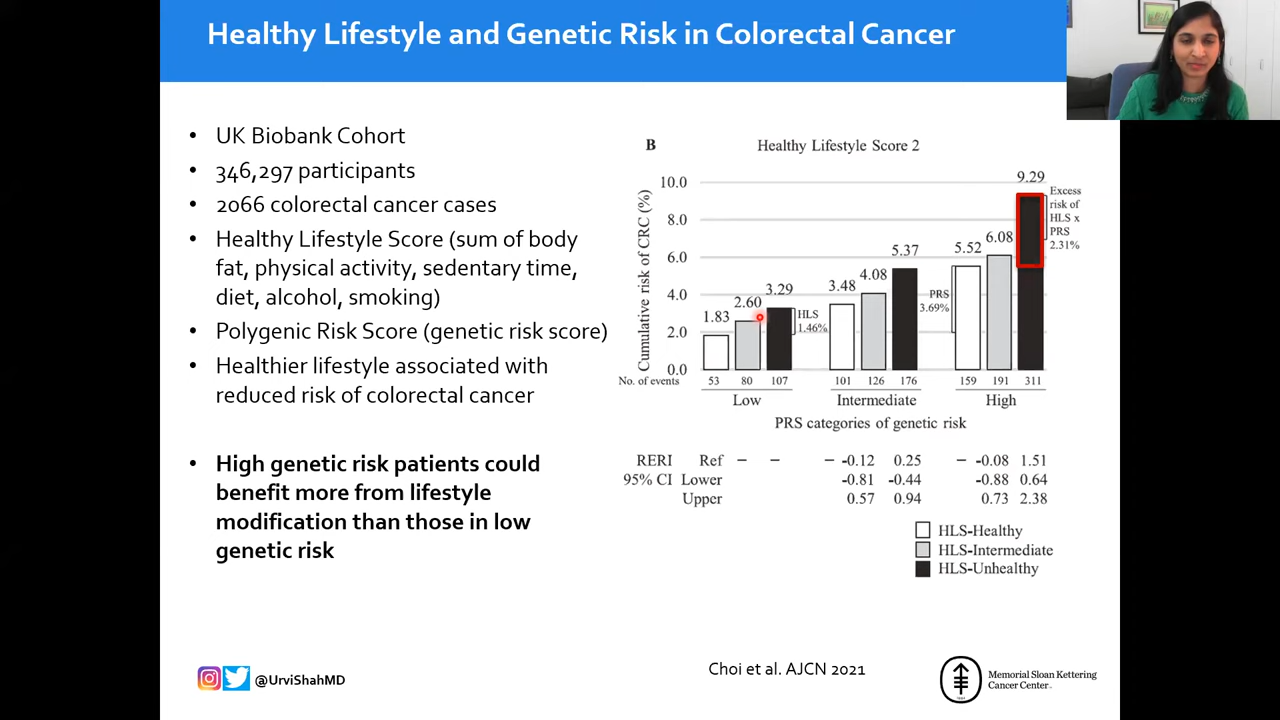 Healthy Lifestyle and Genetic Risk in Colorectal Cancer
• UK Biobank Cohort
• 346,297 participants
• 2066 colorectal cancer cases
• Healthy Lifestyle Score (sum of body
fat, physical activity, sedentary time,
diet, alcohol, smoking)
• Polygenic Risk Score (genetic risk score)
• Healthier lifestyle associated with
reduced risk of colorectal cancer
• High genetic risk patients could
benefit more from lifestyle
modification than those in low
genetic risk
B Healthy Lifestyle Score 2
Cumulative risk of CRC (%)
10.0
8.0
6.0
4.0
2.0
0.0
1.83 2.60 3.29
HLS
1.46%
3.48 4.08 5.37
PRS
3.69%
5.52 6.08 9.29
Excess
risk of
HLS x
PRS
2.31%
No. of events 53 80 107 101 126 176 159 191 311
Low Intermediate High
PRS categories of genetic risk
RERI Ref – – – -0.12 0.25 – -0.08 1.51
95% CI Lower -0.81 -0.44 -0.88 0.64
Upper 0.57 0.94 0.73 2.38
HLS-Healthy
HLS-Intermediate
HLS-Unhealthy
@UrviShahMD
Choi et al. AJCN 2021
Memorial Sloan Kettering
Cancer Center